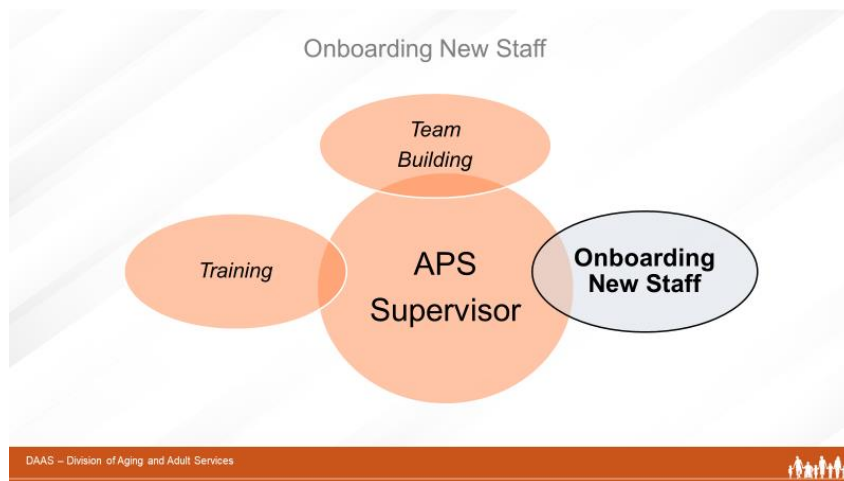 Onboarding New Staff
Team
Building
Training
APS
Supervisor
Onboarding
New Staff
DAAS – Division of Aging and Adult Services